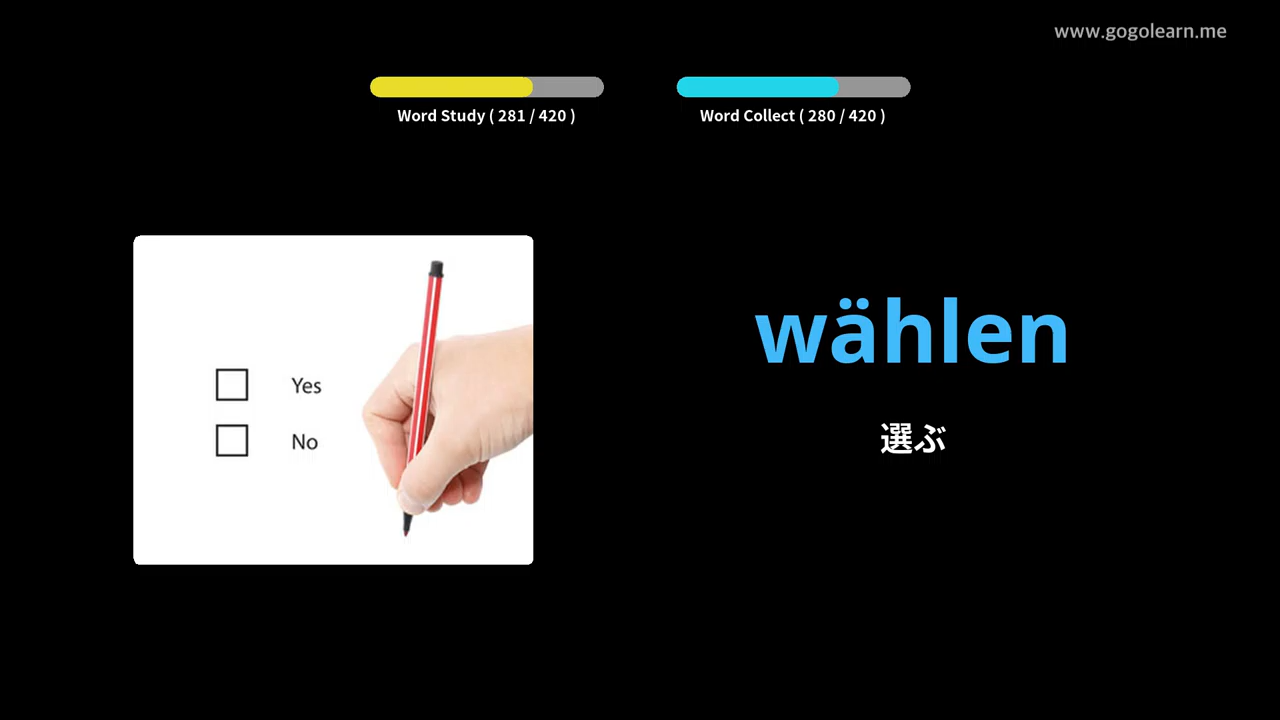 www.gogolearn.me
Word Study ( 281 / 420 )
Word Collect ( 280 / 420 )
Yes
No
wählen
選ぶ